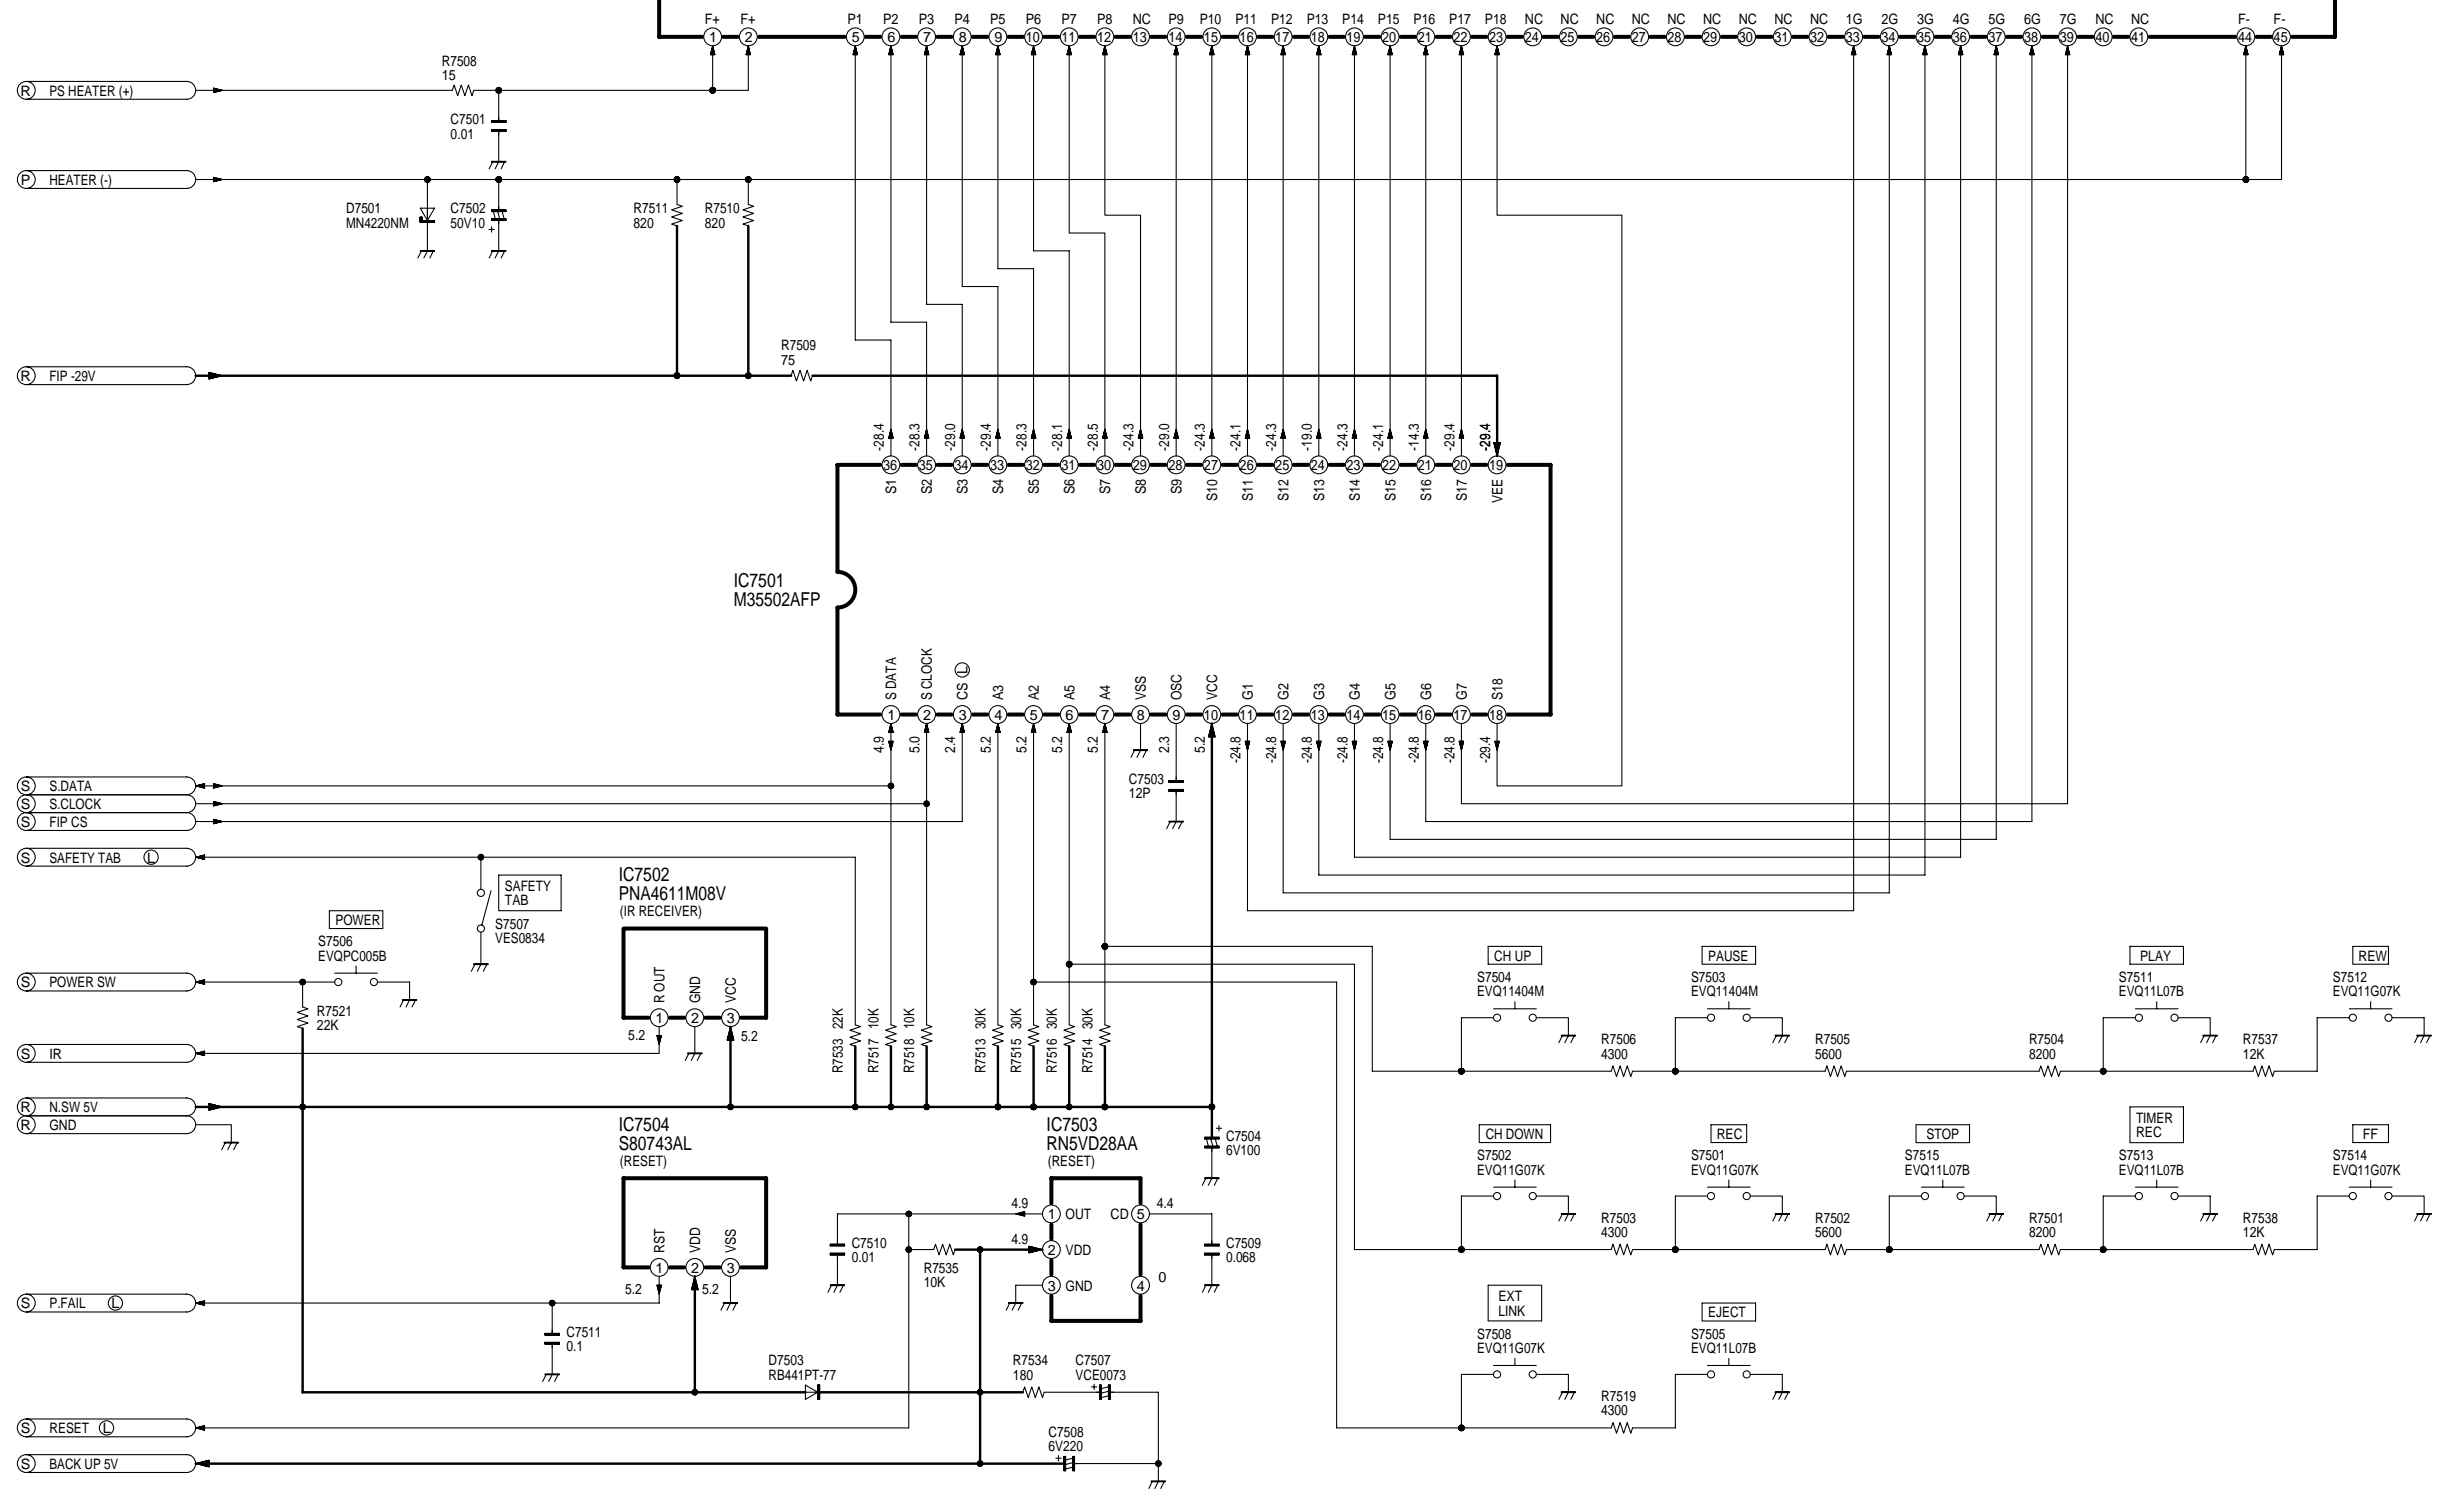 F+ F+ P1 P2 P3 P4 P5 P6 P7 P8 NC P9 P10 P11 P12 P13 P14 P15 P16 P17 P18 NC NC NC NC NC NC NC NC NC 1G 2G 3G 4G 5G 6G 7G NC NC F- F-
1 2 5 6 7 8 9 10 11 12 13 14 15 16 17 18 19 20 21 22 23 24 25 26 27 28 29 30 31 32 33 34 35 36 37 38 39 40 41 44 45
R7508
15
R PS HEATER (+)
C7501
0.01
P HEATER (-)
D7501
MN4220NM
C7502
50V10
+
R7511
820
R7510
820
R7509
75
R FIP -29V
-28.4 -28.3 -29.0 -29.4 -28.3 -28.1 -28.5 -24.3 -29.0 -24.3 -24.1 -24.3 -19.0 -24.3 -24.1 -14.3 -29.4 -29.4
36 35 34 33 32 31 30 29 28 27 26 25 24 23 22 21 20 19
S1 S2 S3 S4 S5 S6 S7 S8 S9 S10 S11 S12 S13 S14 S15 S16 S17 VEE
IC7501
M35502AFP
S DATA S CLOCK CS L A3 A2 A5 A4 VSS OSC VCC G1 G2 G3 G4 G5 G6 G7 S18
1 2 3 4 5 6 7 8 9 10 11 12 13 14 15 16 17 18
4.9 5.0 2.4 5.2 5.2 5.2 5.2 2.3 5.2 -24.8 -24.8 -24.8 -24.8 -24.8 -24.8 -24.8 -29.4
C7503
12P
S S.DATA
S S.CLOCK
S FIP CS
S SAFETY TAB L
SAFETY
TAB
S7507
VES0834
IC7502
PNA4611M08V
(IR RECEIVER)
R OUT GND VCC
1 2 3
5.2 5.2
POWER
S7506
EVQPC005B
S POWER SW
R7521
22K
S IR
R7533 22K
R7517 10K
R7518 10K
R7513 30K
R7515 30K
R7516 30K
R7514 30K
CH UP
S7504
EVQ11404M
PAUSE
S7503
EVQ11404M
PLAY
S7511
EVQ11L07B
REW
S7512
EVQ11G07K
R7506
4300
R7505
5600
R7504
8200
R7537
12K
R N.SW 5V
R GND
IC7504
S80743AL
(RESET)
RST VDD VSS
1 2 3
5.2 5.2
IC7503
RN5VD28AA
(RESET)
4.9 1 OUT CD 5 4.4
4.9 2 VDD
3 GND 4 0
+
C7504
6V100
C7510
0.01
R7535
10K
C7509
0.068
CH DOWN
S7502
EVQ11G07K
REC
S7501
EVQ11G07K
STOP
S7515
EVQ11L07B
TIMER
REC
S7513
EVQ11L07B
FF
S7514
EVQ11G07K
R7503
4300
R7502
5600
R7501
8200
R7538
12K
S P.FAIL L
C7511
0.1
EXT
LINK
S7508
EVQ11G07K
EJECT
S7505
EVQ11L07B
R7519
4300
D7503
RB441PT-77
R7534
180
C7507
VCE0073
+
S RESET L
C7508
6V220
+
S BACK UP 5V